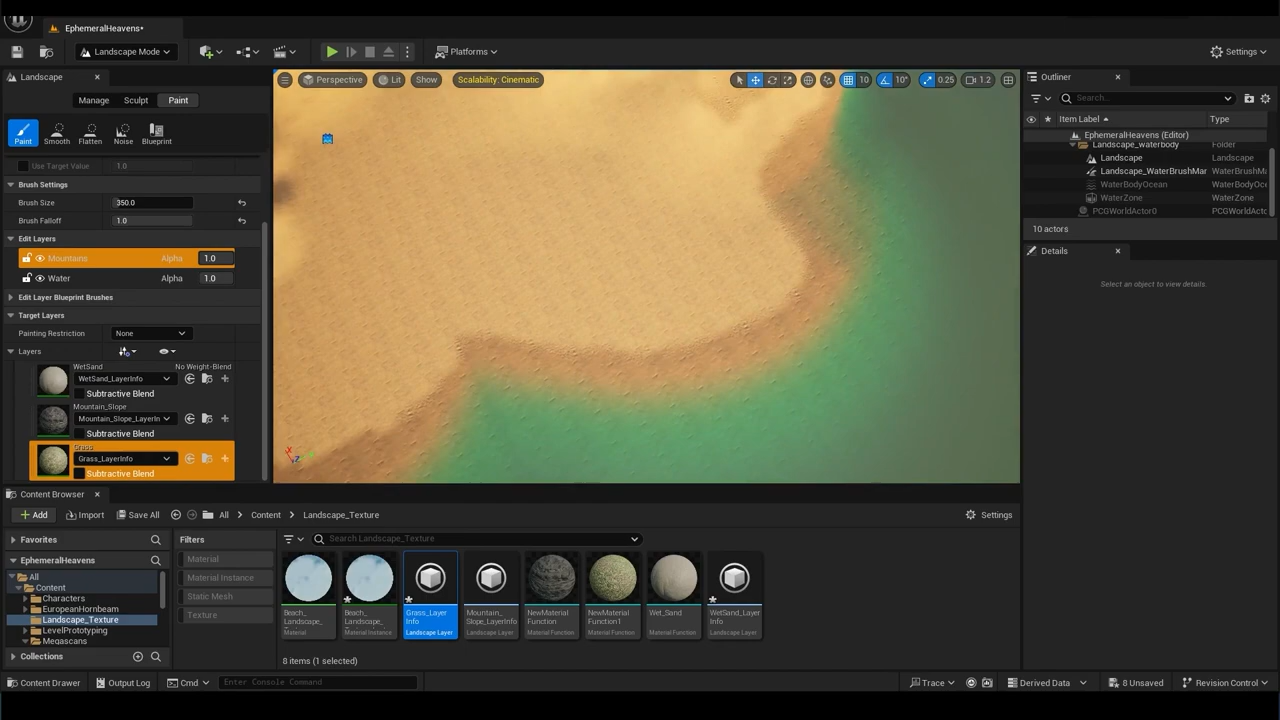 EphemeralHeavens*
Landscape Mode
Platforms
Settings
Landscape
Manage
Sculpt
Paint
Paint
Smooth
Flatten
Noise
Blueprint
Use Target Value
1.0
Brush Settings
Brush Size
350.0
Brush Falloff
1.0
Edit Layers
Mountains
Alpha
1.0
Water
Alpha
1.0
Edit Layer Blueprint Brushes
Target Layers
Painting Restriction
None
Layers
WetSand
No Weight-Blend
WetSand_LayerInfo
Subtractive Blend
Mountain_Slope
Mountain_Slope_LayerIn
Subtractive Blend
Grass
Grass_LayerInfo
Subtractive Blend
Perspective
Lit
Show
Scalability: Cinematic
10
10°
0.25
1.2
X
Z
Outliner
Search...
Item Label
Type
EphemeralHeavens (Editor)
Landscape_waterbody
Folder
Landscape
Landscape
Landscape_WaterBrushMar
WaterBrushMa
WaterBodyOcean
WaterBodyOc
WaterZone
WaterZone
PCGWorldActor0
PCGWorldActo
10 actors
Details
Select an object to view details.
Content Browser
Add
Import
Save All
All
Content
Landscape_Texture
Settings
Favorites
EphemeralHeavens
All
Content
Characters
EuropeanHornbeam
Landscape_Texture
LevelPrototyping
Megascans
Collections
Filters
Material
Material Instance
Static Mesh
Texture
Search Landscape_Texture
Beach_
Landscape_
Material
Beach_
Landscape_
Material Instance
Grass_Layer
Info
Landscape Layer
Mountain_
Slope_LayerInfo
Landscape Layer
NewMaterial
Function
Material Function
NewMaterial
Function1
Material Function
Wet_Sand
Material Function
WetSand_Layer
Info
Landscape Layer
8 items (1 selected)
Content Drawer
Output Log
Cmd
Enter Console Command
Trace
Derived Data
8 Unsaved
Revision Control